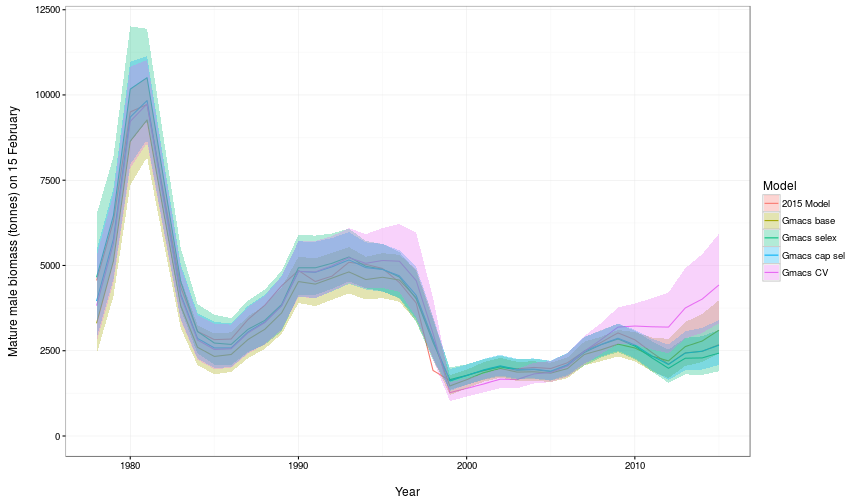 Mature male biomass (tonnes) on 15 February
12500
10000
7500
5000
2500
0
1980
1990
2000
2010
Year
Model
2015 Model
Gmacs base
Gmacs selex
Gmacs cap sel
Gmacs CV